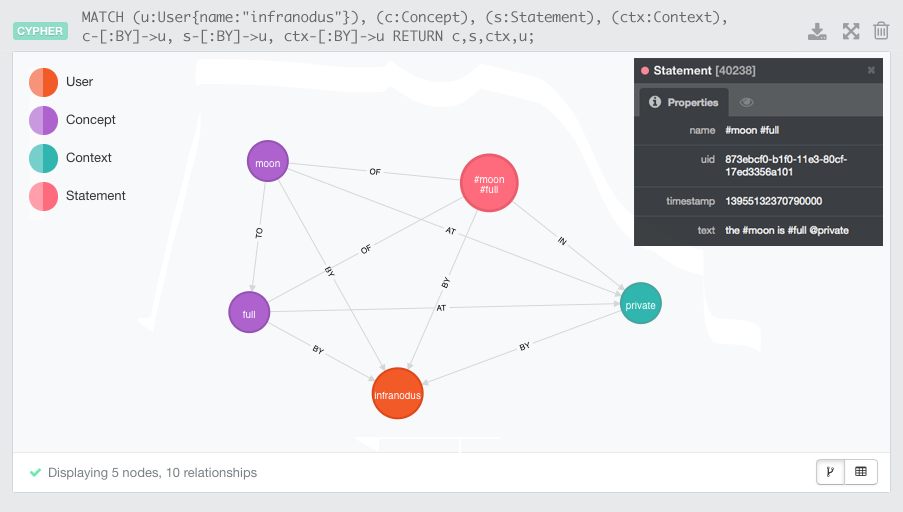 CYPHER
MATCH (u:User{name:"infranodus"}), (c:Concept), (s:Statement), (ctx:Context),
c-[:BY]->u, s-[:BY]->u, ctx-[:BY]->u RETURN c,s,ctx,u;
User
Concept
Context
Statement
Statement [40238]
Properties
name #moon #full
uid 873ebcf0-b1f0-11e3-80cf-
17ed3356a101
timestamp 13955132370790000
text the #moon is #full @private
moon
OF
#moon
#full
TO
OF
AT
IN
BY
BY
full
AT
private
BY
BY
infranodus
Displaying 5 nodes, 10 relationships